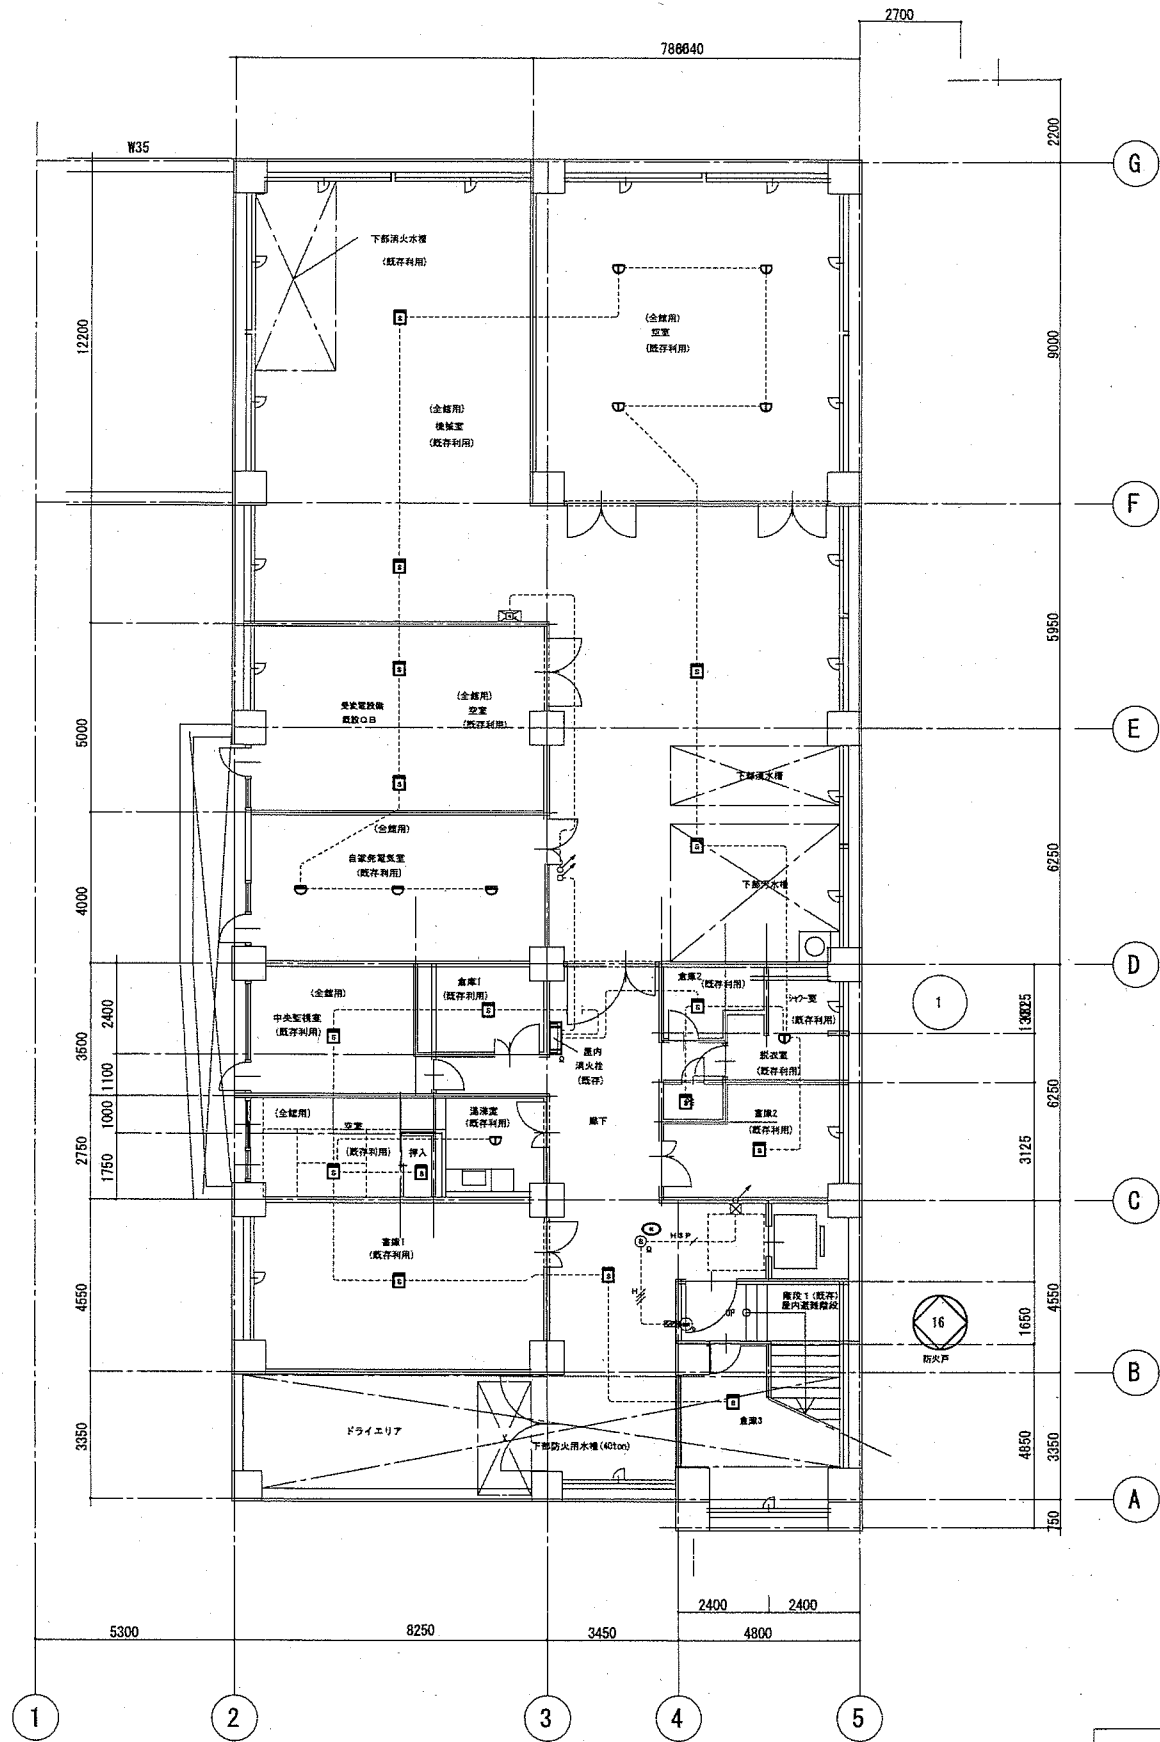 2700
786640
2200
W35
G
下部消火水槽
(既存利用)
12200
(全館用)
空室
(既存利用)
9000
(全館用)
機械室
(既存利用)
F
5950
受変電設備
既設QB
(全館用)
空室
(既存利用)
5000
E
下部湧水槽
(全館用)
自家発電気室
(既存利用)
4000
6250
下部汚水槽
D
(全館用)
中央監視室
(既存利用)
倉庫1
(既存利用)
倉庫2
(既存利用)
シャワー室
(既存利用)
1
2400
3500
1100
屋内
消火栓
(既存)
脱衣室
(既存利用)
6250
(全館用)
空室
(既存利用)
押入
湯沸室
(既存利用)
廊下
書庫2
(既存利用)
1000
2750
1750
3125
C
書庫1
(既存利用)
HSP
H
UP
階段1(既存)
屋内避難階段
16
防火戸
4550
4550
1650
B
ドライエリア
下部防火用水槽(40ton)
倉庫3
3350
4850
3350
A
750
2400
2400
5300
8250
3450
4800
1
2
3
4
5